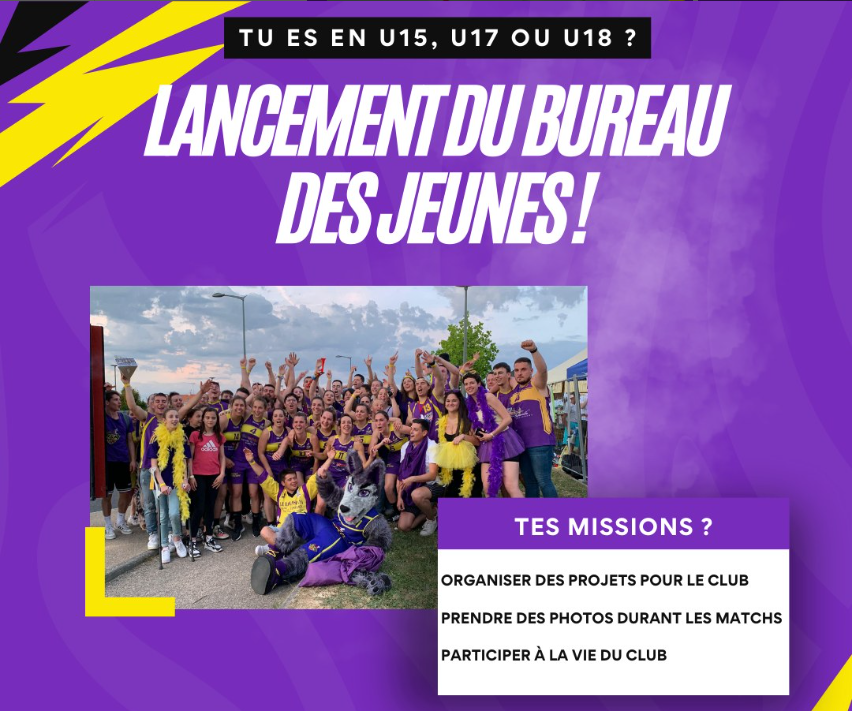 TU ES EN U15, U17 OU U18 ?
LANCEMENT DU BUREAU
DES JEUNES !
TES MISSIONS ?
ORGANISER DES PROJETS POUR LE CLUB
PRENDRE DES PHOTOS DURANT LES MATCHS
PARTICIPER À LA VIE DU CLUB